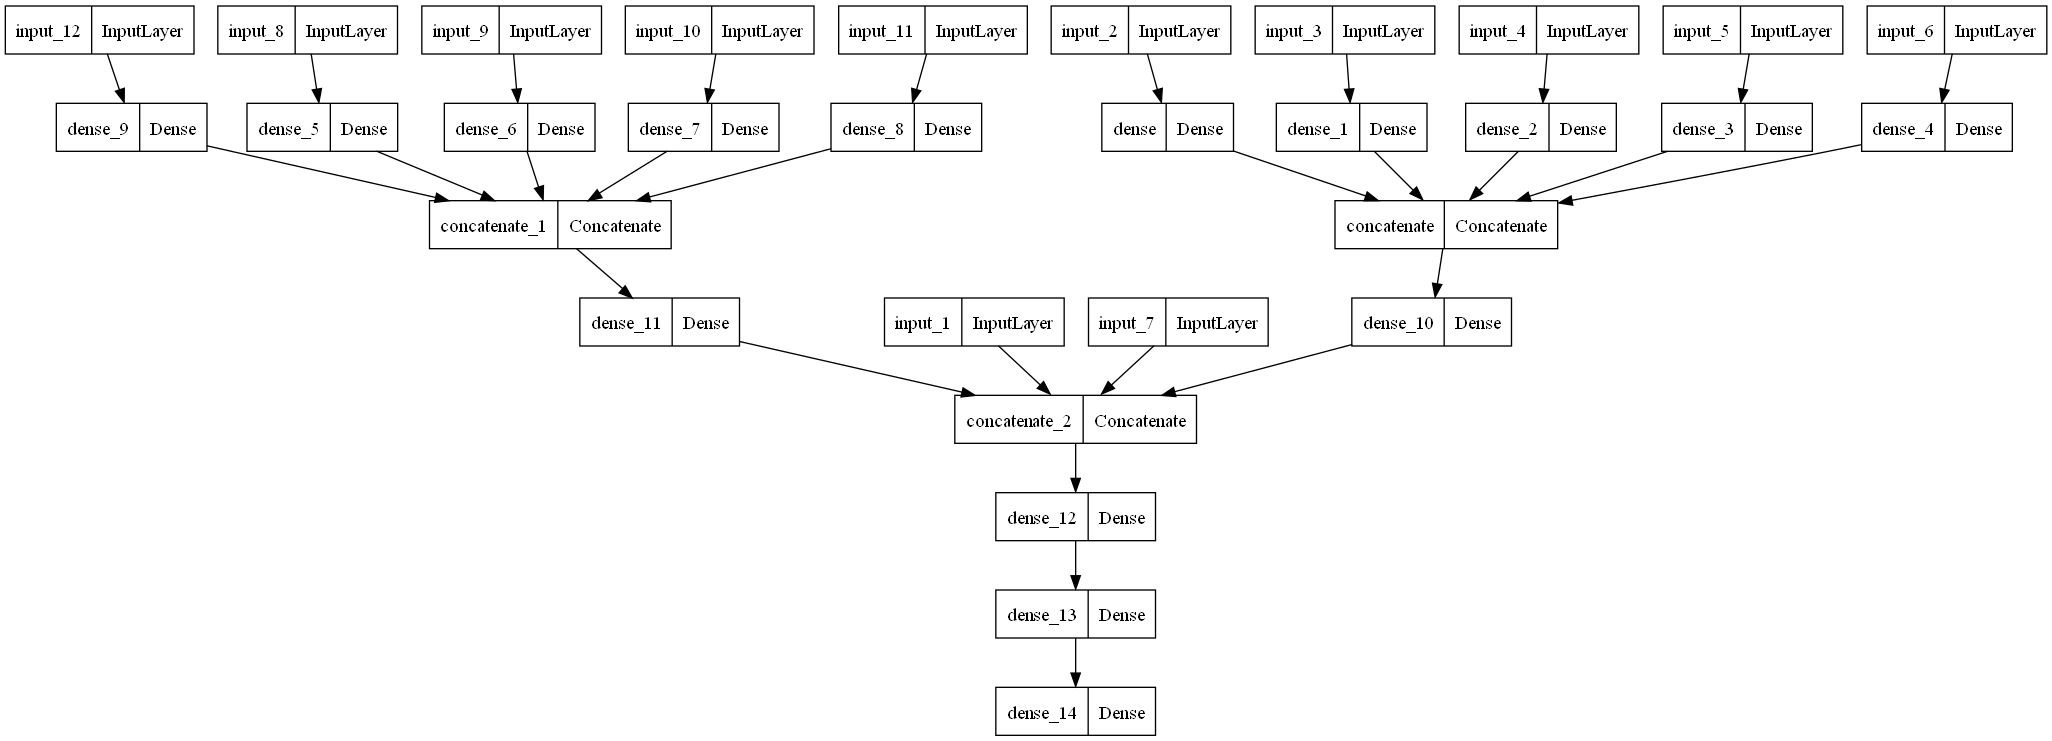 input_12 InputLayer
input_8 InputLayer
input_9 InputLayer
input_10 InputLayer
input_11 InputLayer
input_2 InputLayer
input_3 InputLayer
input_4 InputLayer
input_5 InputLayer
input_6 InputLayer
dense_9 Dense
dense_5 Dense
dense_6 Dense
dense_7 Dense
dense_8 Dense
dense Dense
dense_1 Dense
dense_2 Dense
dense_3 Dense
dense_4 Dense
concatenate_1 Concatenate
concatenate Concatenate
dense_11 Dense
input_1 InputLayer
input_7 InputLayer
dense_10 Dense
concatenate_2 Concatenate
dense_12 Dense
dense_13 Dense
dense_14 Dense